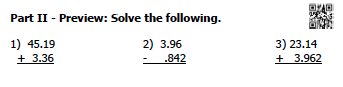 Part II - Preview: Solve the following.
1) 45.19 2) 3.96 3) 23.14
+ 3.36 - .842 + 3.962